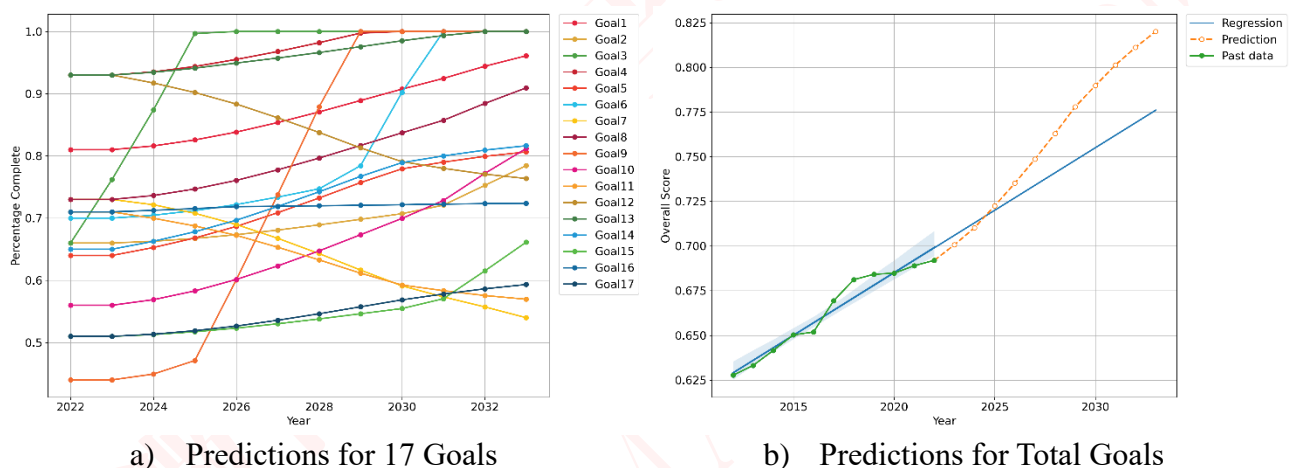 1.0
0.9
0.8
0.7
0.6
0.5
Percentage Complete
2022 2024 2026 2028 2030 2032
Year
Goal1
Goal2
Goal3
Goal4
Goal5
Goal6
Goal7
Goal8
Goal9
Goal10
Goal11
Goal12
Goal13
Goal14
Goal15
Goal16
Goal17
a) Predictions for 17 Goals
0.825
0.800
0.775
0.750
0.725
0.700
0.675
0.650
0.625
Overall Score
2015 2020 2025 2030
Year
Regression
Prediction
Past data
b) Predictions for Total Goals